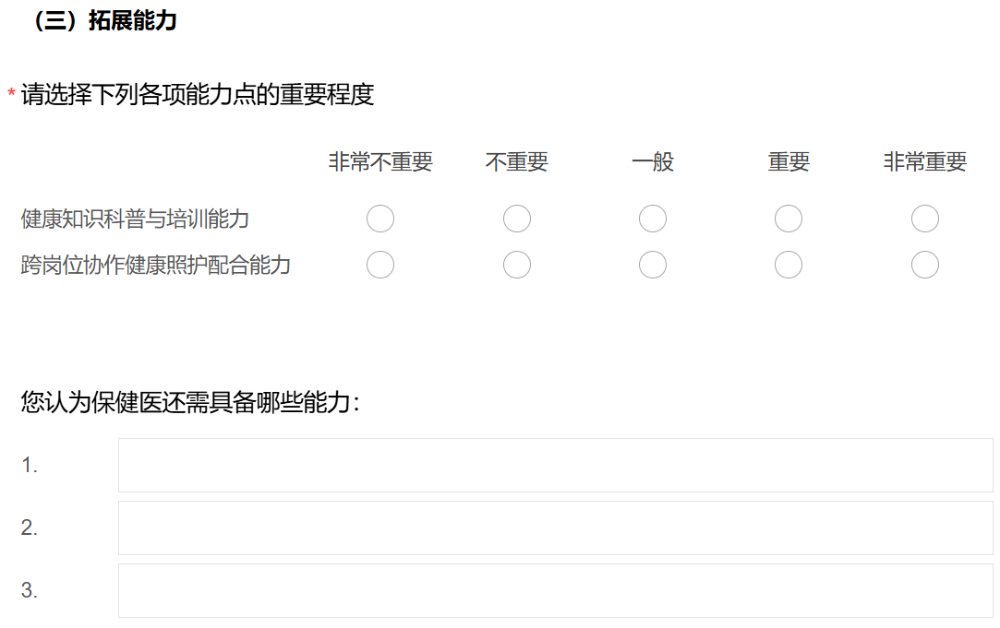 （三）拓展能力
*请选择下列各项能力点的重要程度
非常不重要 不重要 一般 重要 非常重要
健康知识科普与培训能力
跨岗位协作健康照护配合能力
您认为保健医还需具备哪些能力：
1.
2.
3.